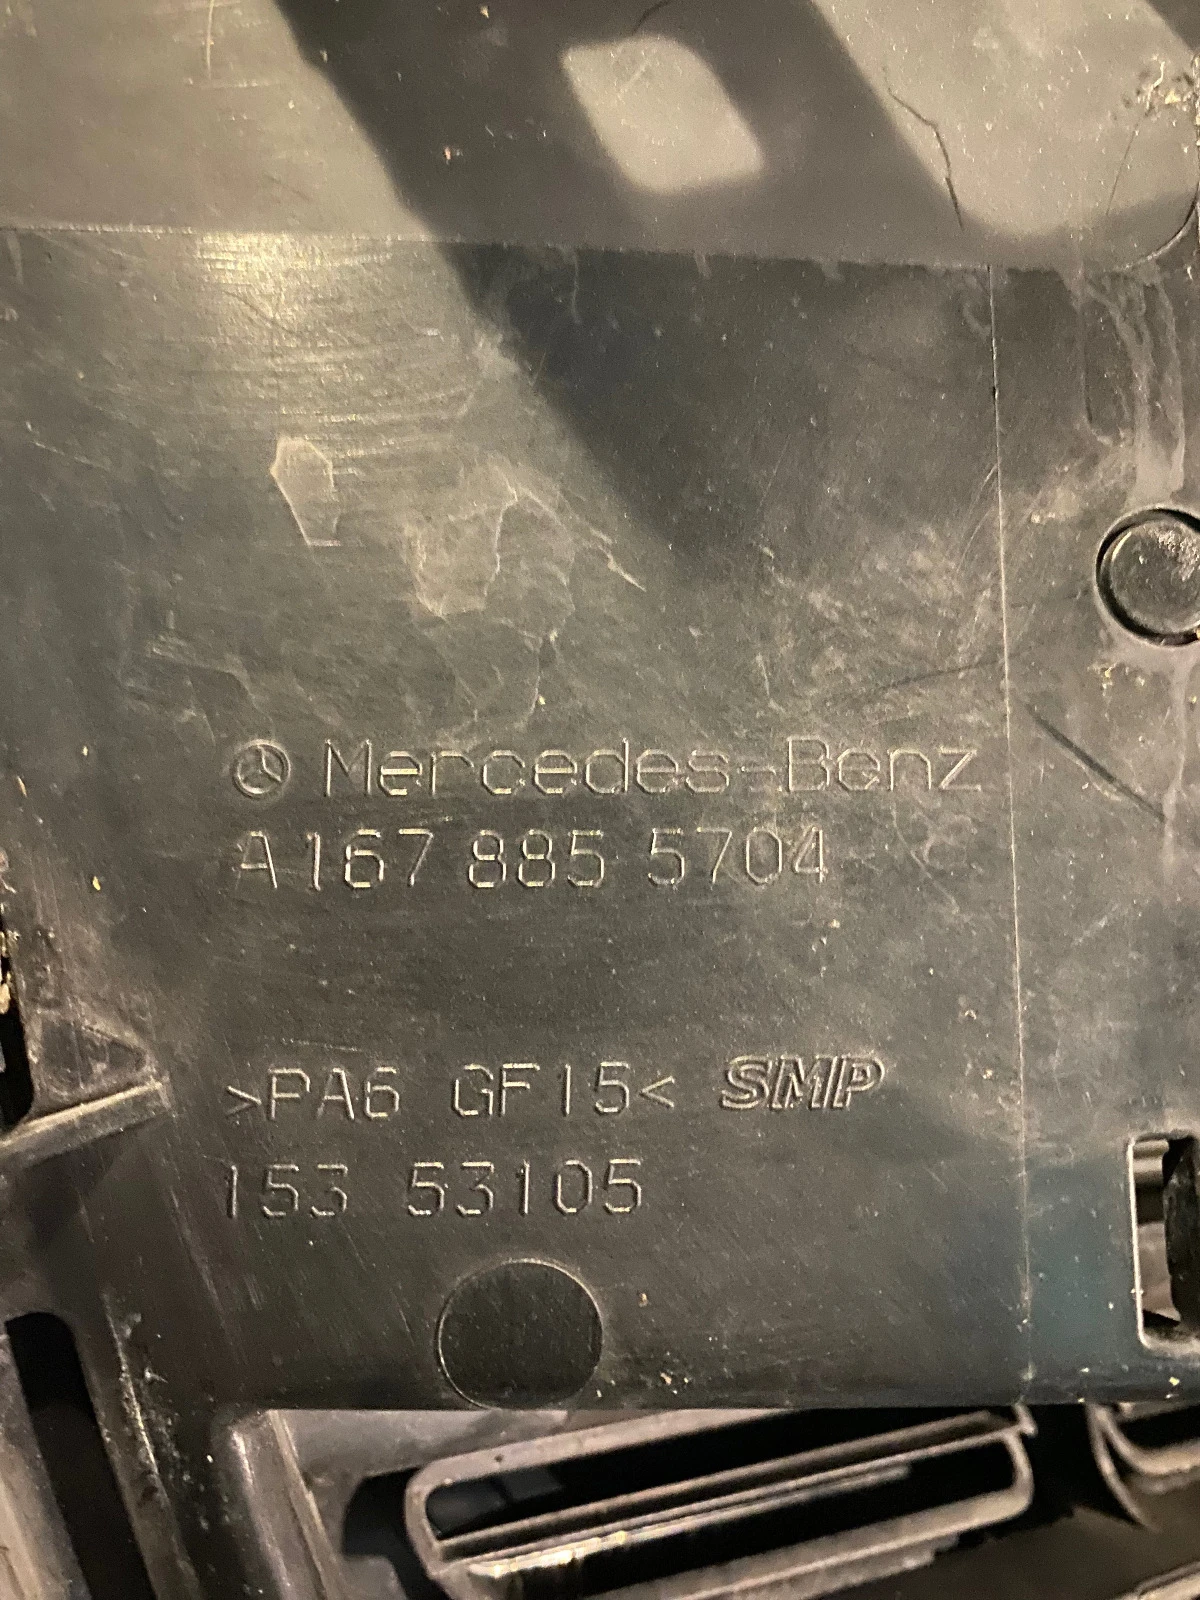 Mercedes-Benz
A 167 885 5704
>PA6 GF15< SMP
153 53105